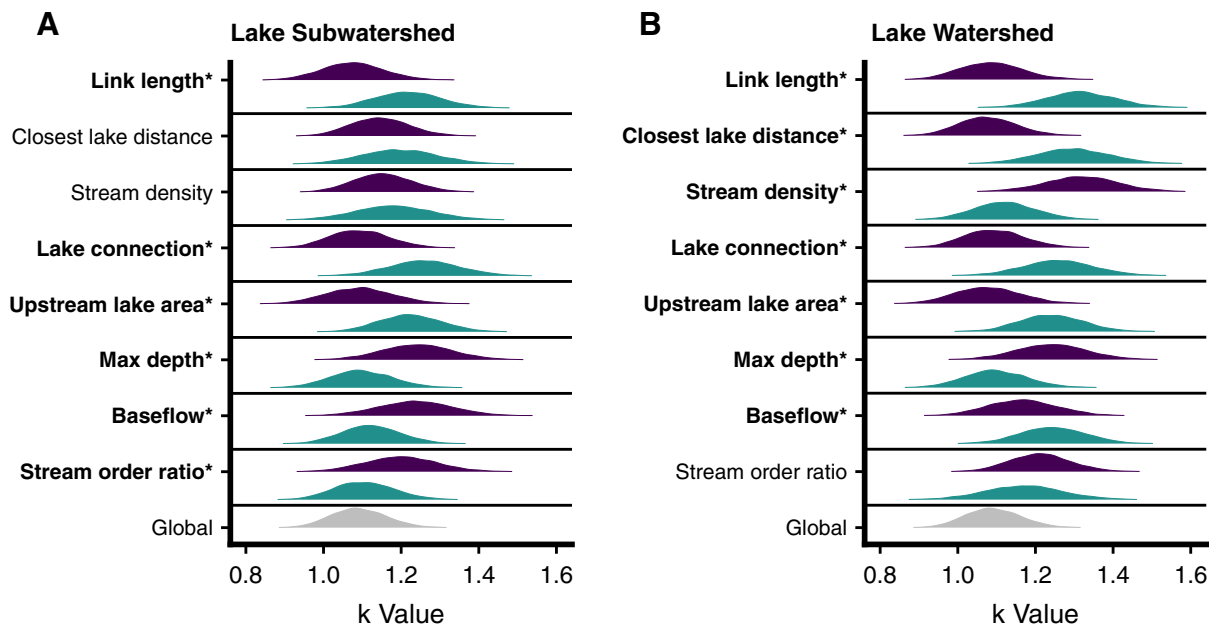 A
Lake Subwatershed
Link length*
Closest lake distance
Stream density
Lake connection*
Upstream lake area*
Max depth*
Baseflow*
Stream order ratio*
Global
0.8 1.0 1.2 1.4 1.6
k Value
B
Lake Watershed
Link length*
Closest lake distance*
Stream density*
Lake connection*
Upstream lake area*
Max depth*
Baseflow*
Stream order ratio
Global
0.8 1.0 1.2 1.4 1.6
k Value